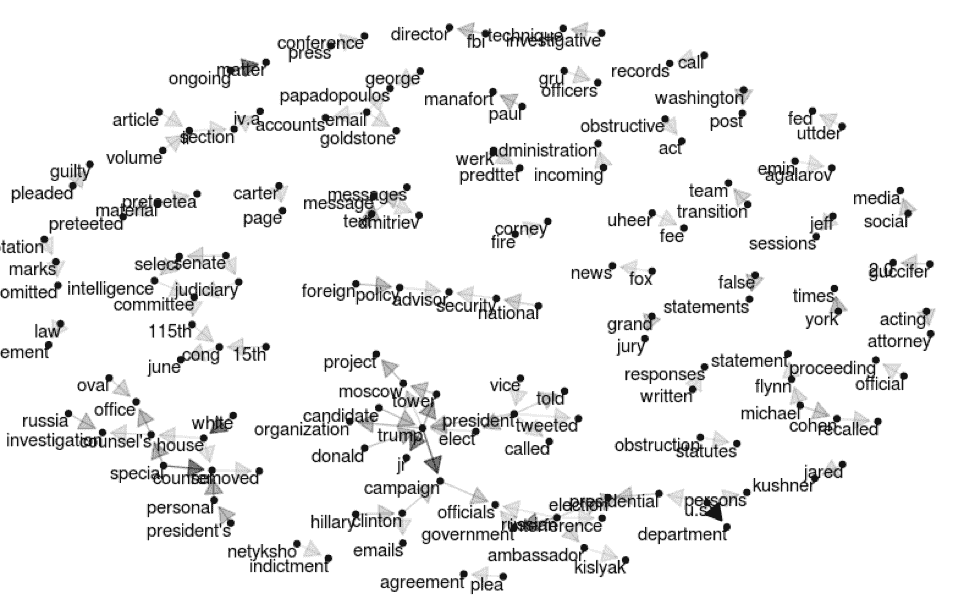 conference
director
fbi
technique
investigative
press
ongoing
matter
records
call
george
gru
officers
papadopoulos
manafort
paul
washington
post
article
iv.a
accounts
email
goldstone
section
obstructive
act
fed
uttder
volume
werk
administration
predttet
incoming
emin
agalarov
guilty
pleaded
preteetea
material
preteeted
carter
page
messages
message
dmitriev
team
transition
media
social
uheer
fee
jeff
sessions
corney
fire
tation
marks
omitted
select
senate
intelligence
judiciary
committee
news
fox
2.0
guccifer
foreign
policy
advisor
security
national
false
statements
times
york
acting
attorney
law
ement
115th
june
cong
15th
grand
jury
project
moscow
tower
vice
told
responses
written
statement
proceeding
flynn
official
oval
office
candidate
organization
trump
president
elect
tweeted
called
michael
cohen
recalled
russia
investigation
counsel's
white
house
donald
jr
obstruction
statutes
special
counsel
removed
campaign
jared
kushner
personal
president's
hillary
clinton
emails
officials
government
election
presidential
russian
interference
persons
u.s
department
netyksho
indictment
ambassador
kislyak
agreement
plea